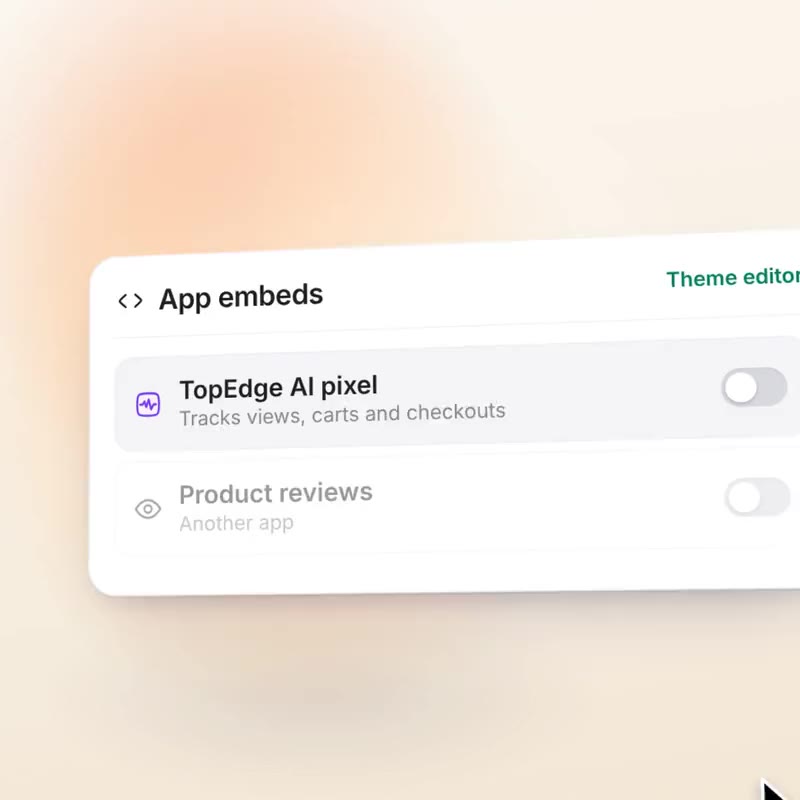 App embeds
Theme editor
TopEdge AI pixel
Tracks views, carts and checkouts
Product reviews
Another app